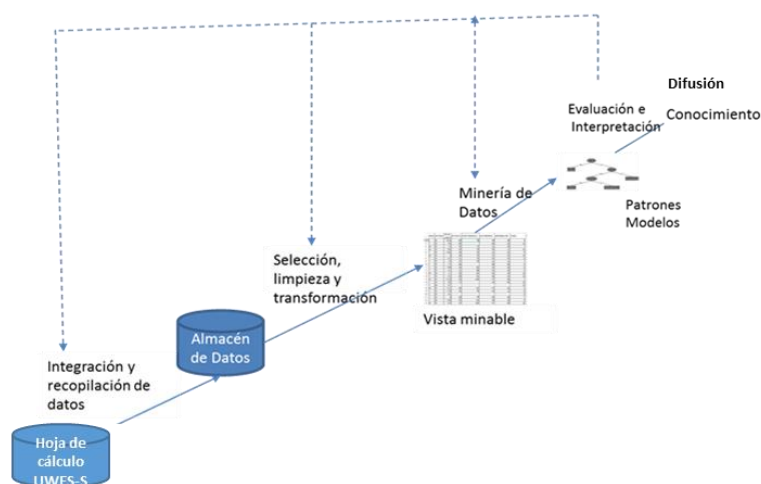 Difusión
Evaluación e
Interpretación
Conocimiento
Minería de
Datos
Patrones
Modelos
Selección,
limpieza y
transformación
Vista minable
Almacén
de Datos
Integración y
recopilación de
datos
Hoja de
cálculo
UWES-S